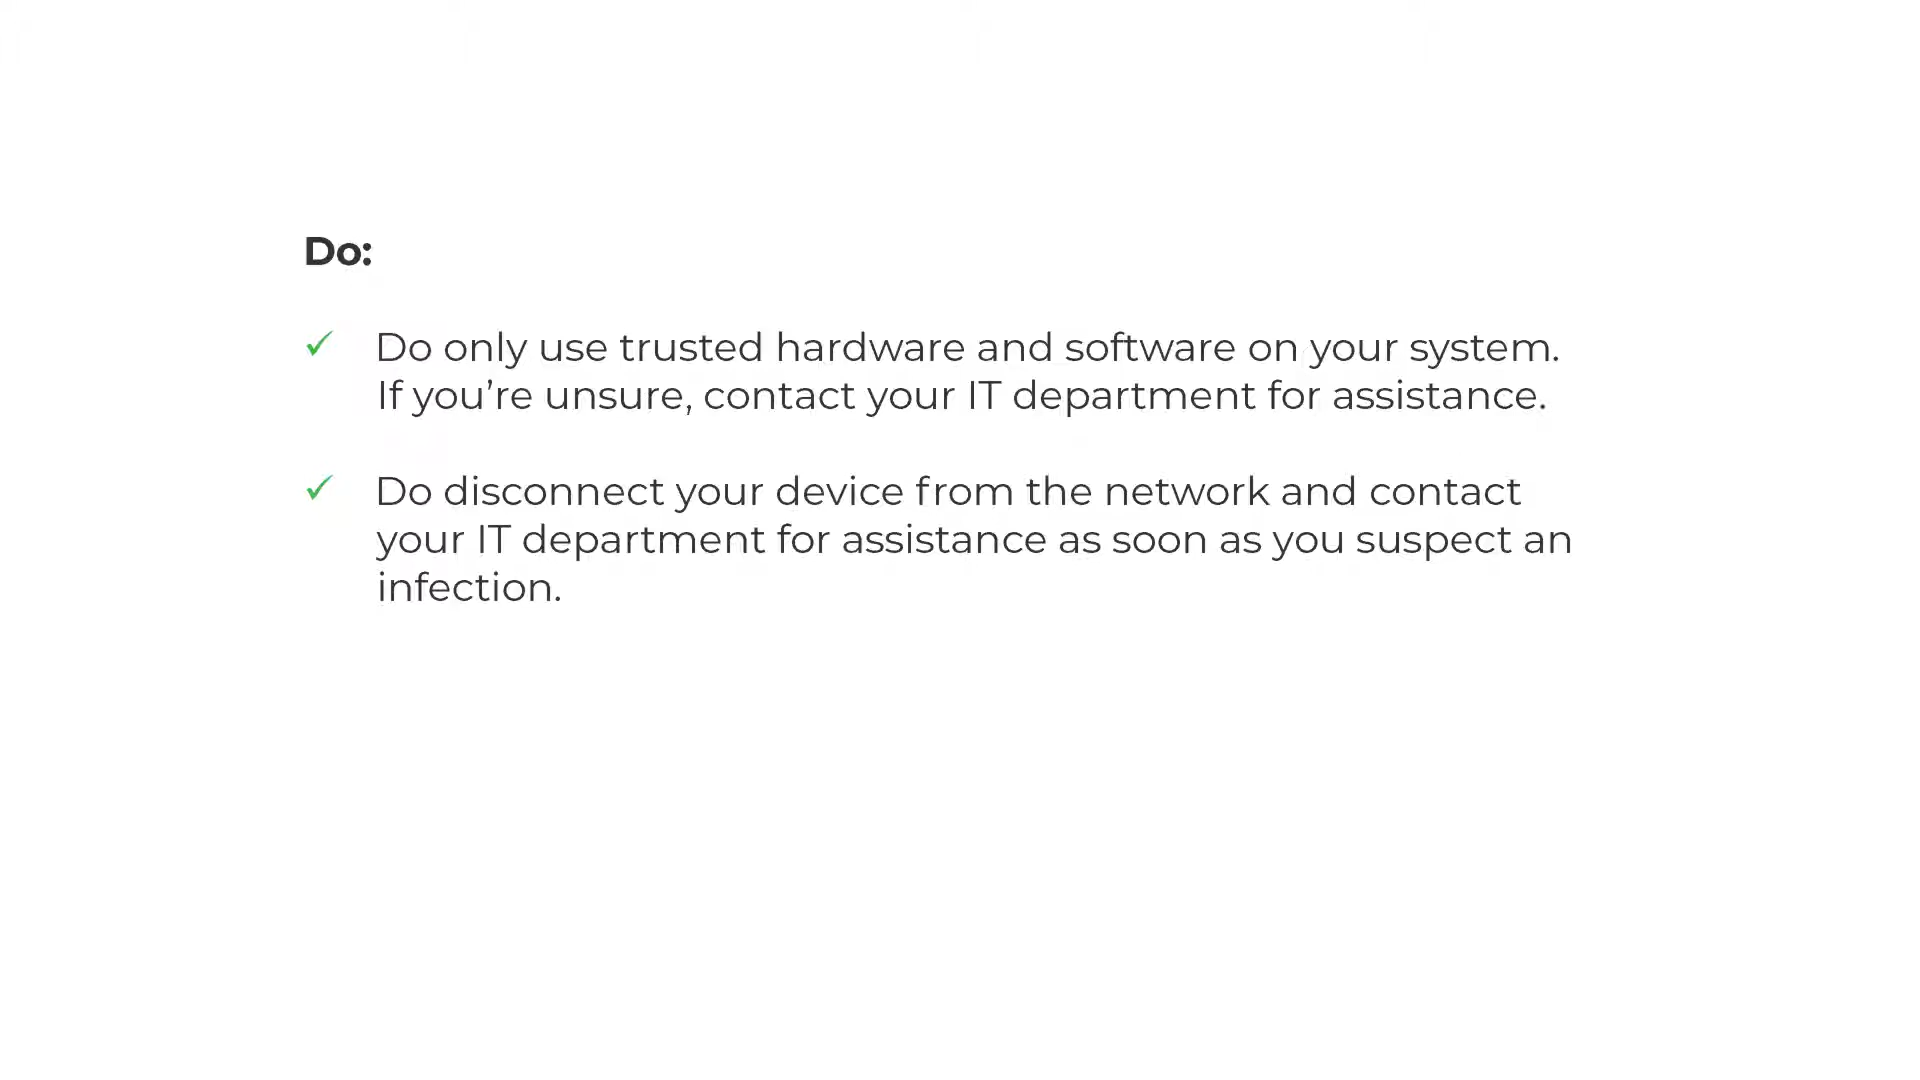 Do:
Do only use trusted hardware and software on your system.
If you’re unsure, contact your IT department for assistance.
Do disconnect your device from the network and contact
your IT department for assistance as soon as you suspect an
infection.